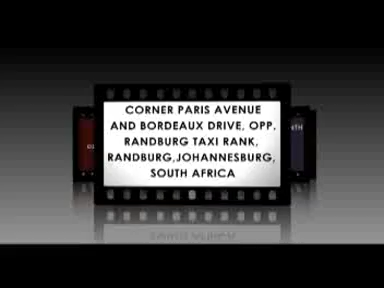 CORNER PARIS AVENUE
AND BORDEAUX DRIVE, OPP,
RANDBURG TAXI RANK,
RANDBURG,JOHANNESBURG,
SOUTH AFRICA